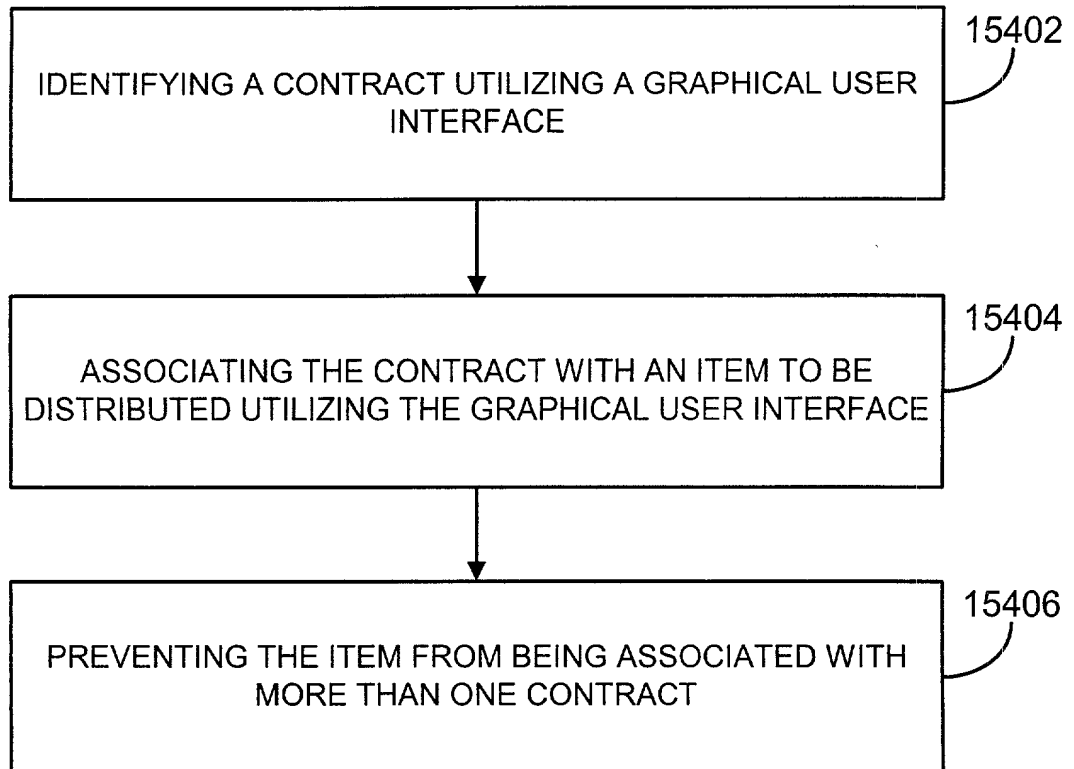 15402
IDENTIFYING A CONTRACT UTILIZING A GRAPHICAL USER
INTERFACE
15404
ASSOCIATING THE CONTRACT WITH AN ITEM TO BE
DISTRIBUTED UTILIZING THE GRAPHICAL USER INTERFACE
15406
PREVENTING THE ITEM FROM BEING ASSOCIATED WITH
MORE THAN ONE CONTRACT